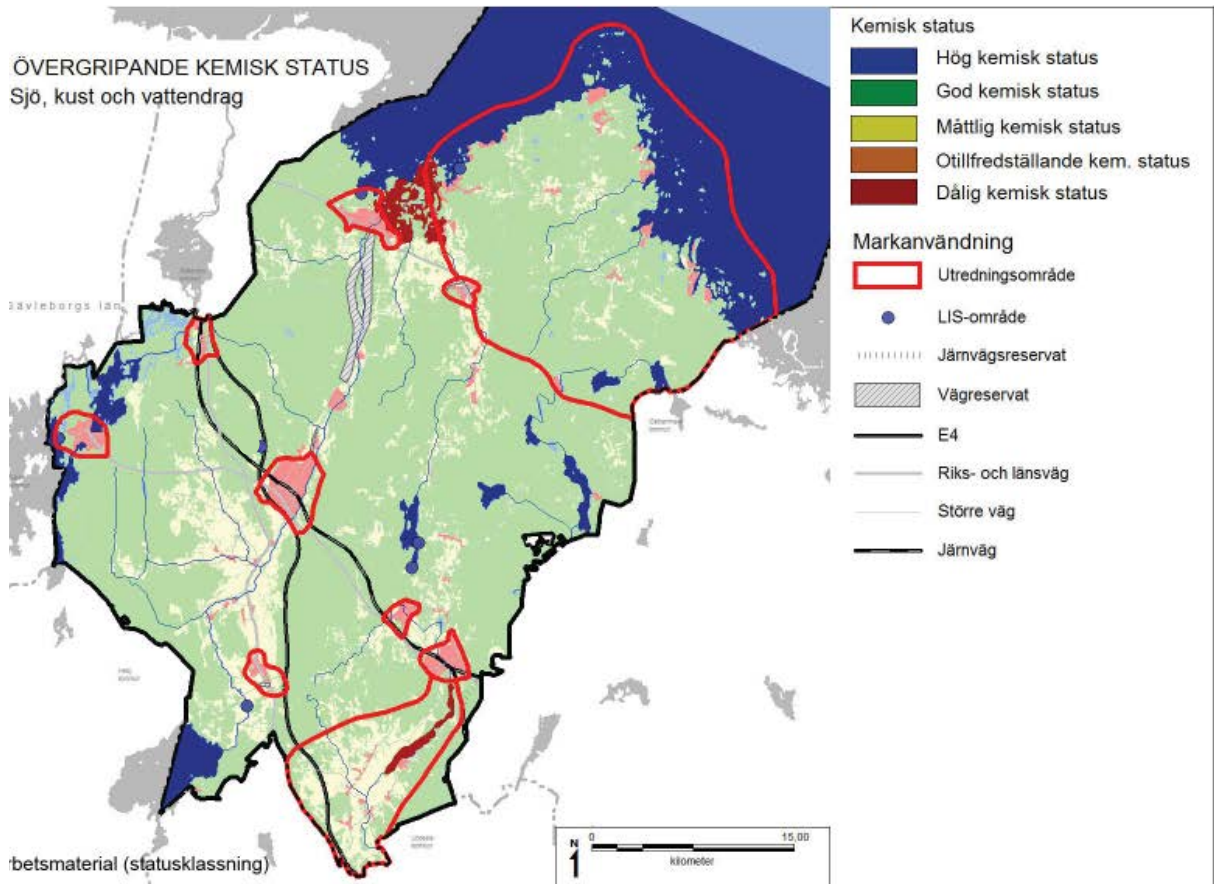 ÖVERGRIPANDE KEMISK STATUS
Sjö, kust och vattendrag
Gävleborgs län
rbetsmaterial (statusklassning)
N
0
15,00
kilometer
Kemisk status
Hög kemisk status
God kemisk status
Måttlig kemisk status
Otillfredställande kem. status
Dålig kemisk status
Markanvändning
Utredningsområde
LIS-område
Järnvägsreservat
Vägreservat
E4
Riks- och länsväg
Större väg
Järnväg